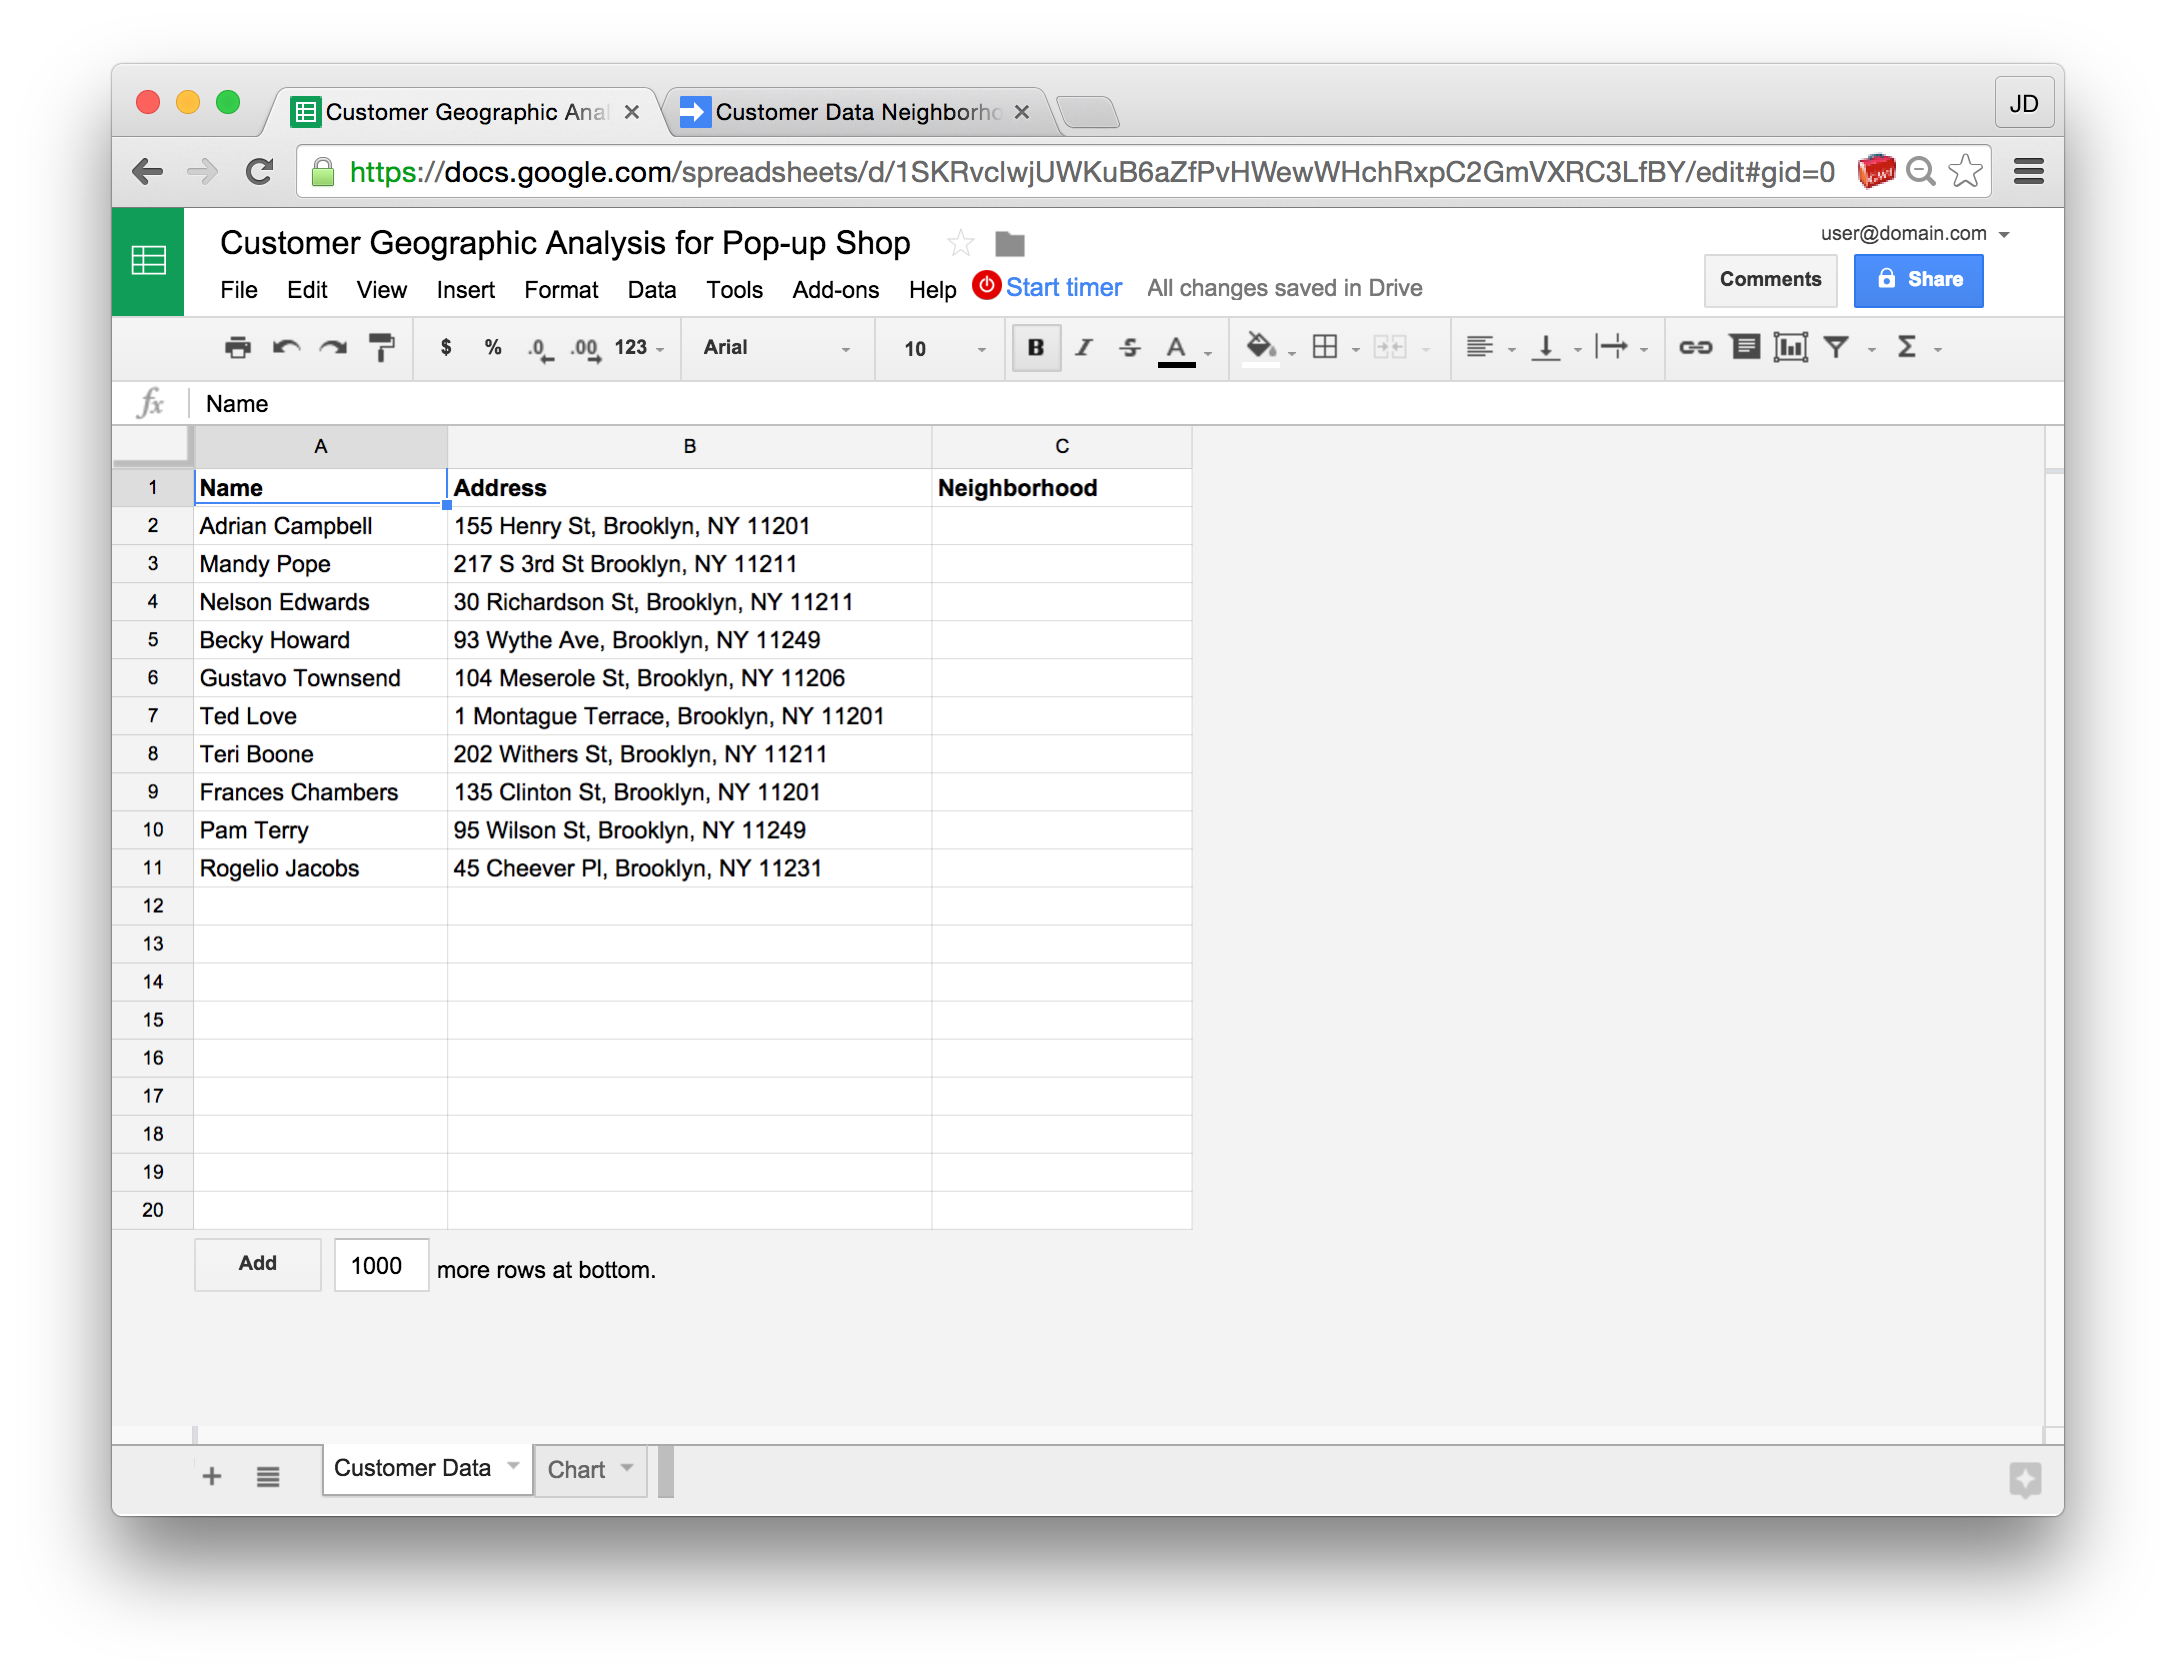 Customer Geographic Anal
Customer Data Neighborho
JD
https://docs.google.com/spreadsheets/d/1SKRvclwjUWKuB6aZfPvHWewWHchRxpC2GmVXRC3LfBY/edit#gid=0
Customer Geographic Analysis for Pop-up Shop
user@domain.com
File Edit View Insert Format Data Tools Add-ons Help Start timer All changes saved in Drive
Comments Share
$ % .0 .00 123 Arial 10 B I S A Σ
fx Name
A B C
1 Name Address Neighborhood
2 Adrian Campbell 155 Henry St, Brooklyn, NY 11201
3 Mandy Pope 217 S 3rd St Brooklyn, NY 11211
4 Nelson Edwards 30 Richardson St, Brooklyn, NY 11211
5 Becky Howard 93 Wythe Ave, Brooklyn, NY 11249
6 Gustavo Townsend 104 Meserole St, Brooklyn, NY 11206
7 Ted Love 1 Montague Terrace, Brooklyn, NY 11201
8 Teri Boone 202 Withers St, Brooklyn, NY 11211
9 Frances Chambers 135 Clinton St, Brooklyn, NY 11201
10 Pam Terry 95 Wilson St, Brooklyn, NY 11249
11 Rogelio Jacobs 45 Cheever Pl, Brooklyn, NY 11231
12
13
14
15
16
17
18
19
20
Add 1000 more rows at bottom.
Customer Data Chart